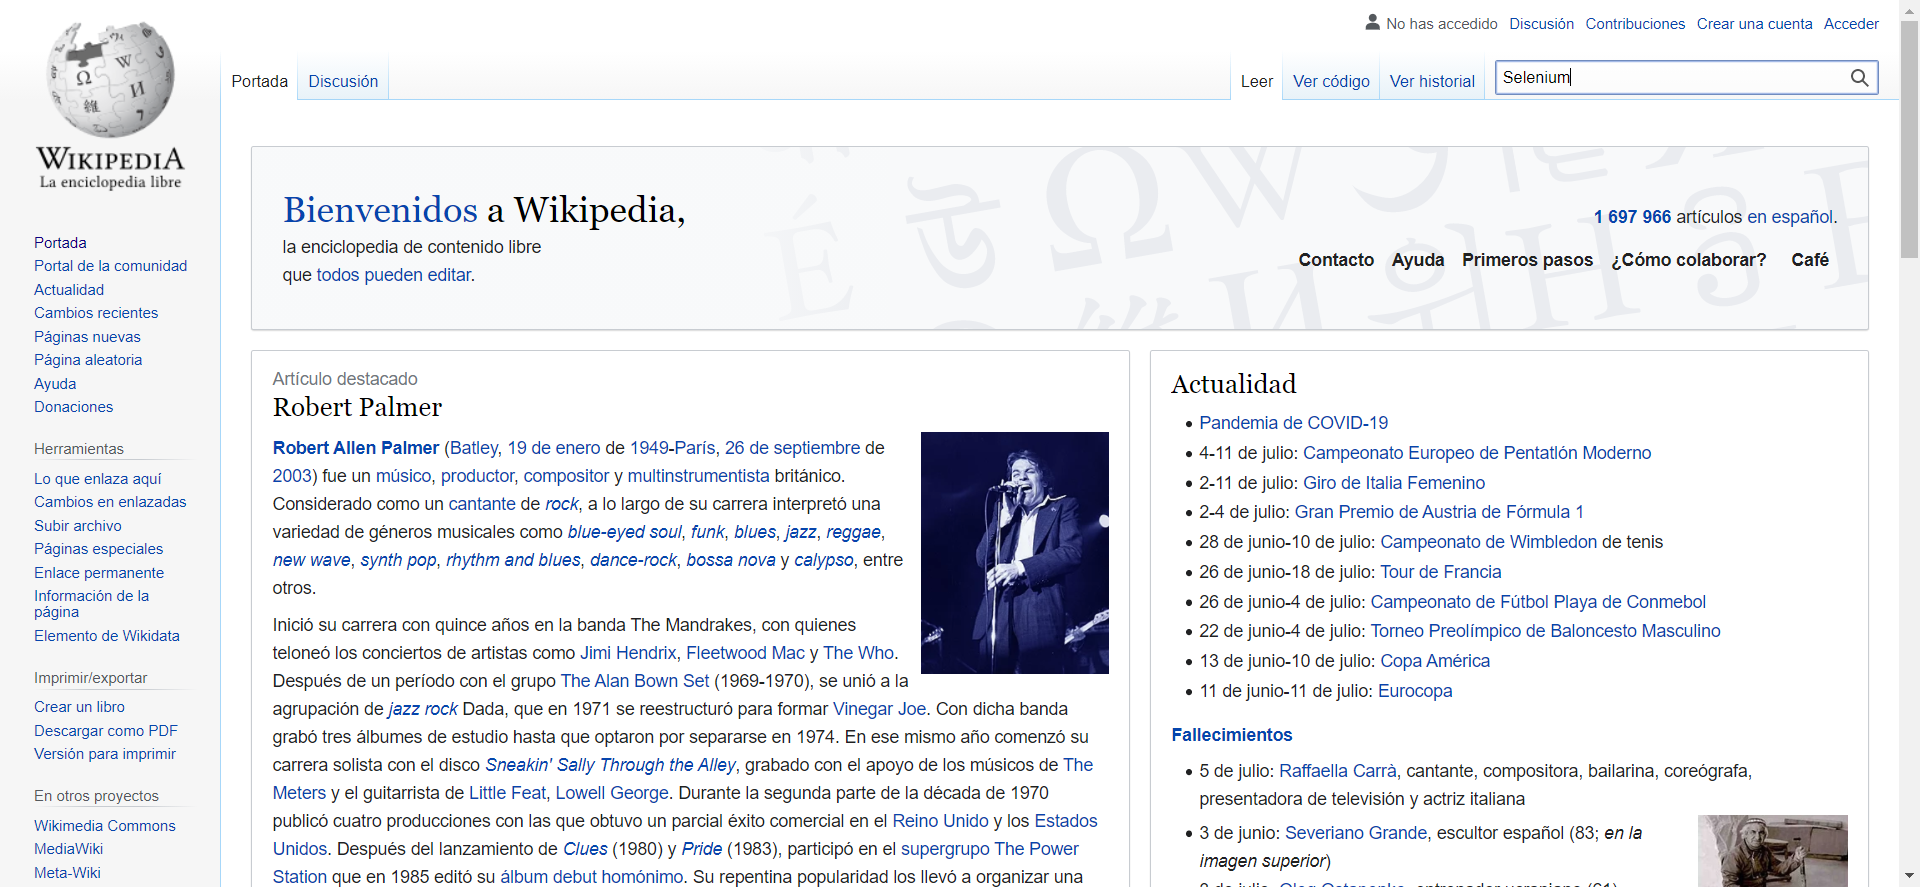 No has accedido Discusión Contribuciones Crear una cuenta Acceder
Portada Discusión Leer Ver código Ver historial Selenium
WIKIPEDIA
La enciclopedia libre
Portada
Portal de la comunidad
Actualidad
Cambios recientes
Páginas nuevas
Página aleatoria
Ayuda
Donaciones
Herramientas
Lo que enlaza aquí
Cambios en enlazadas
Subir archivo
Páginas especiales
Enlace permanente
Información de la
página
Elemento de Wikidata
Imprimir/exportar
Crear un libro
Descargar como PDF
Versión para imprimir
En otros proyectos
Wikimedia Commons
MediaWiki
Meta-Wiki
Bienvenidos a Wikipedia,
la enciclopedia de contenido libre
que todos pueden editar.
1 697 966 artículos en español.
Contacto Ayuda Primeros pasos ¿Cómo colaborar? Café
Artículo destacado
Robert Palmer
Robert Allen Palmer (Batley, 19 de enero de 1949-París, 26 de septiembre de
2003) fue un músico, productor, compositor y multinstrumentista británico.
Considerado como un cantante de rock, a lo largo de su carrera interpretó una
variedad de géneros musicales como blue-eyed soul, funk, blues, jazz, reggae,
new wave, synth pop, rhythm and blues, dance-rock, bossa nova y calypso, entre
otros.
Inició su carrera con quince años en la banda The Mandrakes, con quienes
teloneó los conciertos de artistas como Jimi Hendrix, Fleetwood Mac y The Who.
Después de un período con el grupo The Alan Bown Set (1969-1970), se unió a la
agrupación de jazz rock Dada, que en 1971 se reestructuró para formar Vinegar Joe. Con dicha banda
grabó tres álbumes de estudio hasta que optaron por separarse en 1974. En ese mismo año comenzó su
carrera solista con el disco Sneakin' Sally Through the Alley, grabado con el apoyo de los músicos de The
Meters y el guitarrista de Little Feat, Lowell George. Durante la segunda parte de la década de 1970
publicó cuatro producciones con las que obtuvo un parcial éxito comercial en el Reino Unido y los Estados
Unidos. Después del lanzamiento de Clues (1980) y Pride (1983), participó en el supergrupo The Power
Station que en 1985 editó su álbum debut homónimo. Su repentina popularidad los llevó a organizar una
Actualidad
Pandemia de COVID-19
4-11 de julio: Campeonato Europeo de Pentatlón Moderno
2-11 de julio: Giro de Italia Femenino
2-4 de julio: Gran Premio de Austria de Fórmula 1
28 de junio-10 de julio: Campeonato de Wimbledon de tenis
26 de junio-18 de julio: Tour de Francia
26 de junio-4 de julio: Campeonato de Fútbol Playa de Conmebol
22 de junio-4 de julio: Torneo Preolímpico de Baloncesto Masculino
13 de junio-10 de julio: Copa América
11 de junio-11 de julio: Eurocopa
Fallecimientos
5 de julio: Raffaella Carrà, cantante, compositora, bailarina, coreógrafa,
presentadora de televisión y actriz italiana
3 de junio: Severiano Grande, escultor español (83; en la
imagen superior)